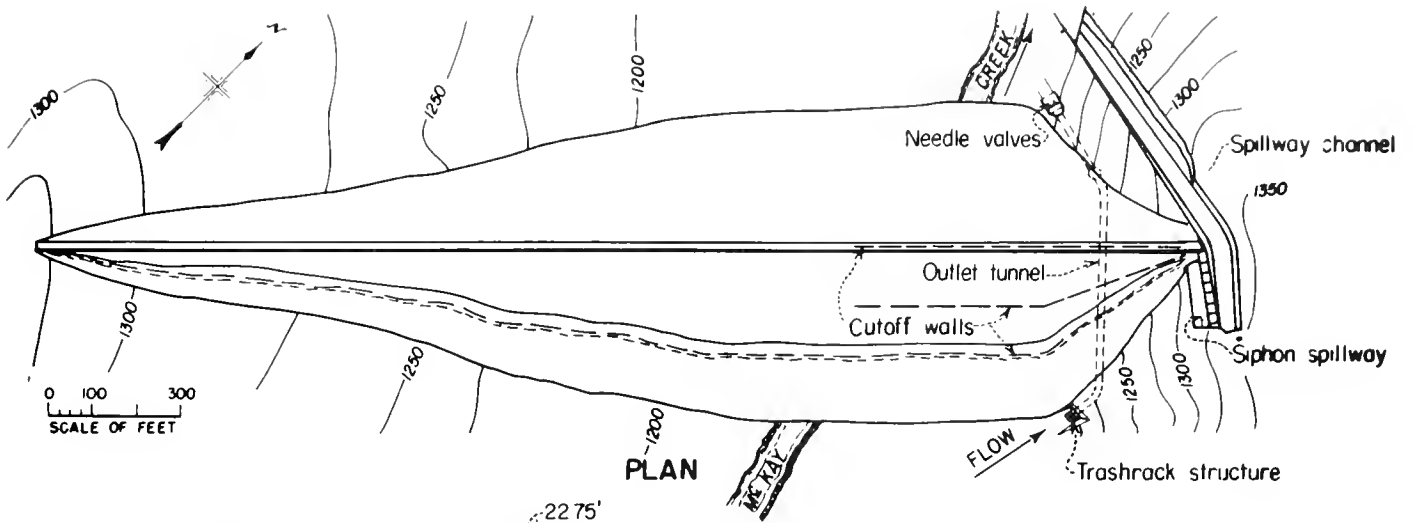 N
1300
1250
1200
CREEK
1250
1300
Needle valves
Spillway channel
1350
Outlet tunnel
Cutoff walls
Siphon spillway
1300
1250
1200
1250
1300
0 100 300
SCALE OF FEET
PLAN
McKAY
FLOW
Trashrack structure
2275'